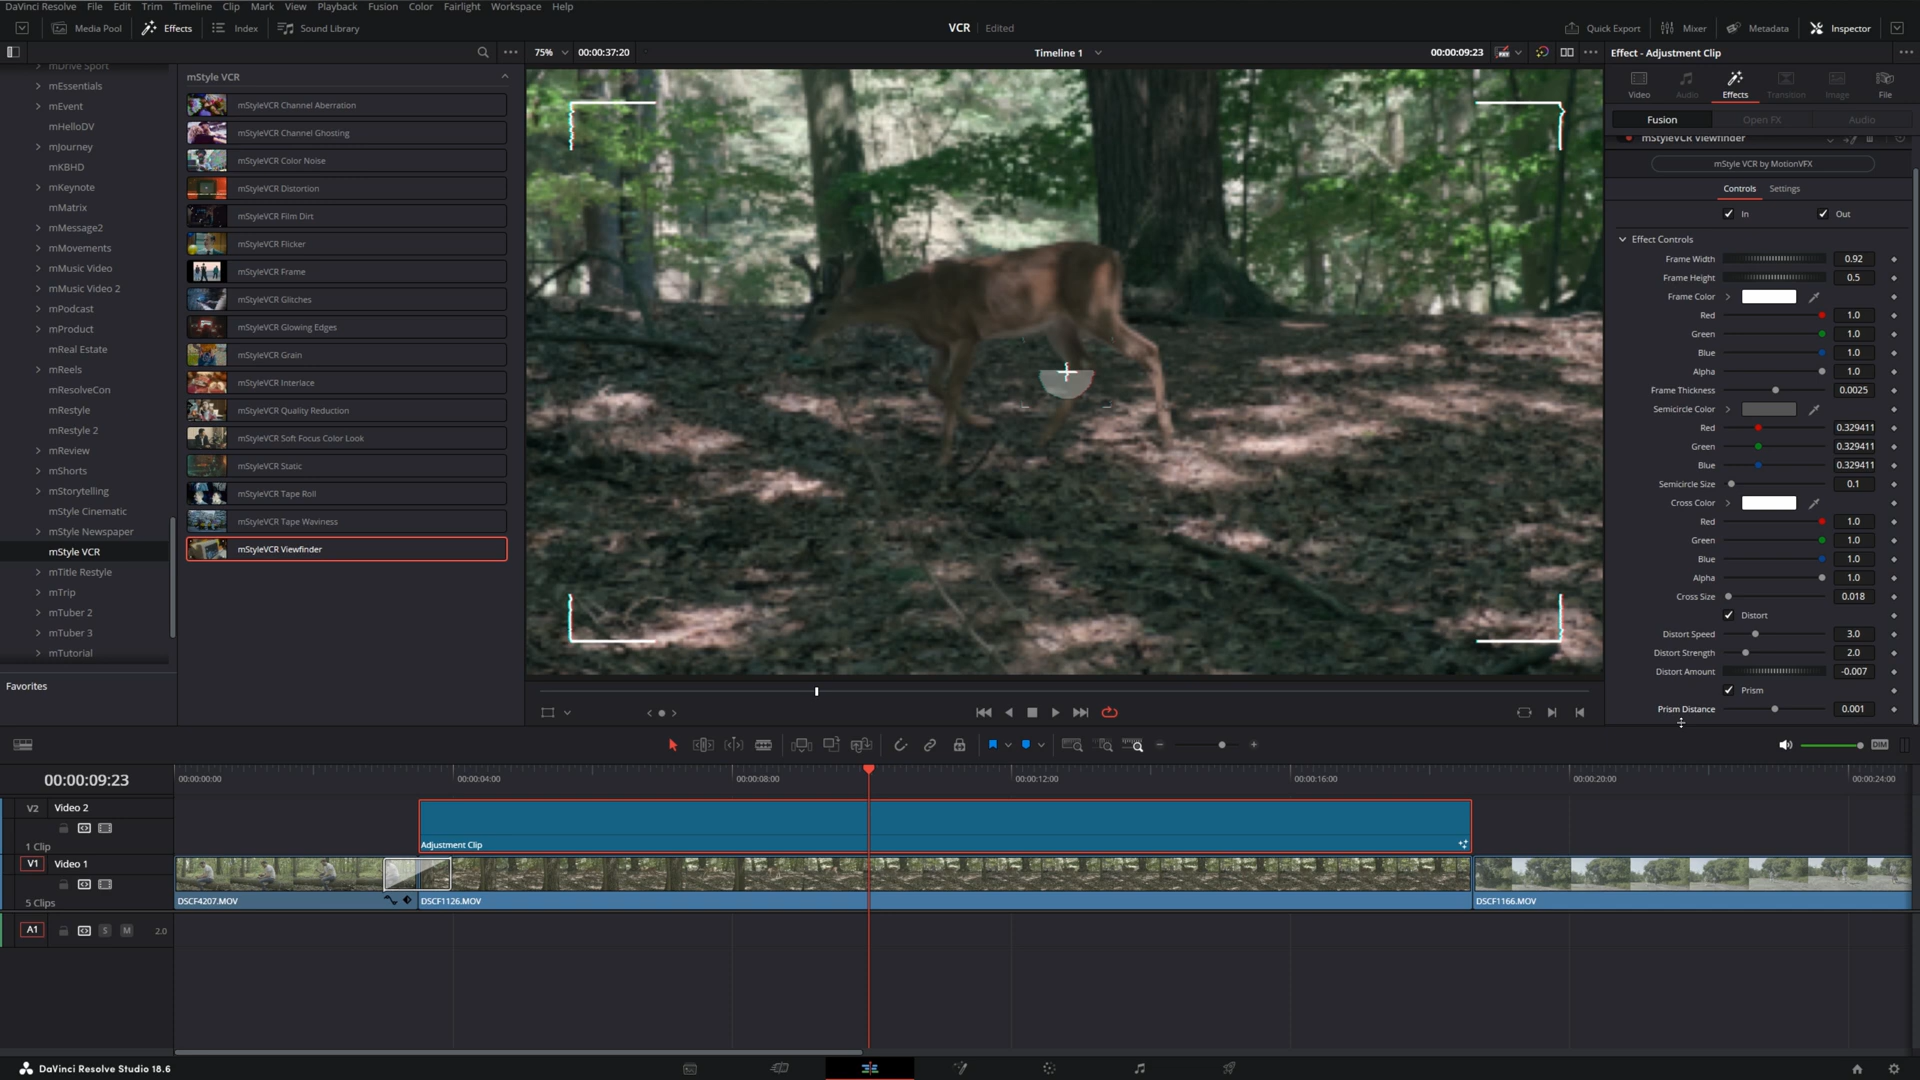 DaVinci Resolve File Edit Trim Timeline Clip Mark View Playback Fusion Color Fairlight Workspace Help
Media Pool Effects Index Sound Library VCR Edited Quick Export Mixer Metadata Inspector
75% 00:00:37:20 Timeline 1 00:00:09:23 Effect - Adjustment Clip
mDrive Sport
mEssentials
mEvent
mHelloDV
mJourney
mKBHD
mKeynote
mMatrix
mMessage2
mMovements
mMusic Video
mMusic Video 2
mPodcast
mProduct
mReal Estate
mReels
mResolveCon
mRestyle
mRestyle 2
mReview
mShorts
mStorytelling
mStyle Cinematic
mStyle Newspaper
mStyle VCR
mTitle Restyle
mTrip
mTuber 2
mTuber 3
mTutorial
Favorites
mStyle VCR
mStyleVCR Channel Aberration
mStyleVCR Channel Ghosting
mStyleVCR Color Noise
mStyleVCR Distortion
mStyleVCR Film Dirt
mStyleVCR Flicker
mStyleVCR Frame
mStyleVCR Glitches
mStyleVCR Glowing Edges
mStyleVCR Grain
mStyleVCR Interlace
mStyleVCR Quality Reduction
mStyleVCR Soft Focus Color Look
mStyleVCR Static
mStyleVCR Tape Roll
mStyleVCR Tape Waviness
mStyleVCR Viewfinder
Video Audio Effects Transition Image File
Fusion Open FX Audio
mStyleVCR Viewfinder
mStyle VCR by MotionVFX
Controls Settings
In Out
Effect Controls
Frame Width 0.92
Frame Height 0.5
Frame Color
Red 1.0
Green 1.0
Blue 1.0
Alpha 1.0
Frame Thickness 0.0025
Semicircle Color
Red 0.329411
Green 0.329411
Blue 0.329411
Semicircle Size 0.1
Cross Color
Red 1.0
Green 1.0
Blue 1.0
Alpha 1.0
Cross Size 0.018
Distort
Distort Speed 3.0
Distort Strength 2.0
Distort Amount -0.007
Prism
Prism Distance 0.001
DIM
00:00:09:23 00:00:00:00 00:00:04:00 00:00:08:00 00:00:12:00 00:00:16:00 00:00:20:00 00:00:24:00
V2 Video 2
1 Clip
Adjustment Clip
V1 Video 1
5 Clips
DSCF4207.MOV DSCF1126.MOV DSCF1166.MOV
A1 S M 2.0
DaVinci Resolve Studio 18.6